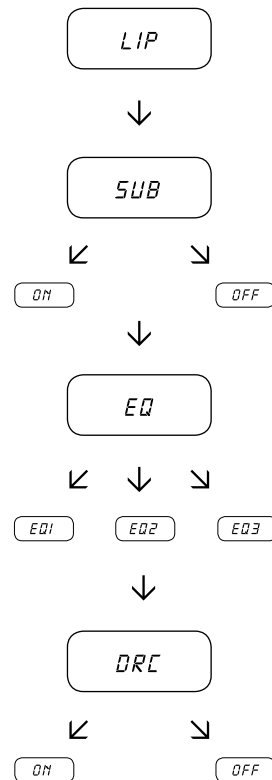 LIP
SUB
ON OFF
EQ
EQ1 EQ2 EQ3
DRC
ON OFF